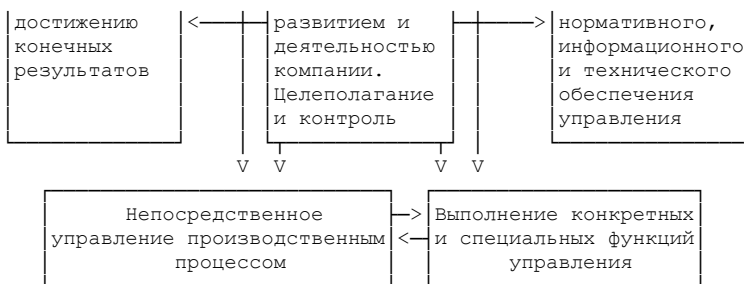 достижению
конечных
результатов
развитием и
деятельностью
компании.
Целеполагание
и контроль
нормативного,
информационного
и технического
обеспечения
управления
Непосредственное
управление производственным
процессом
Выполнение конкретных
и специальных функций
управления